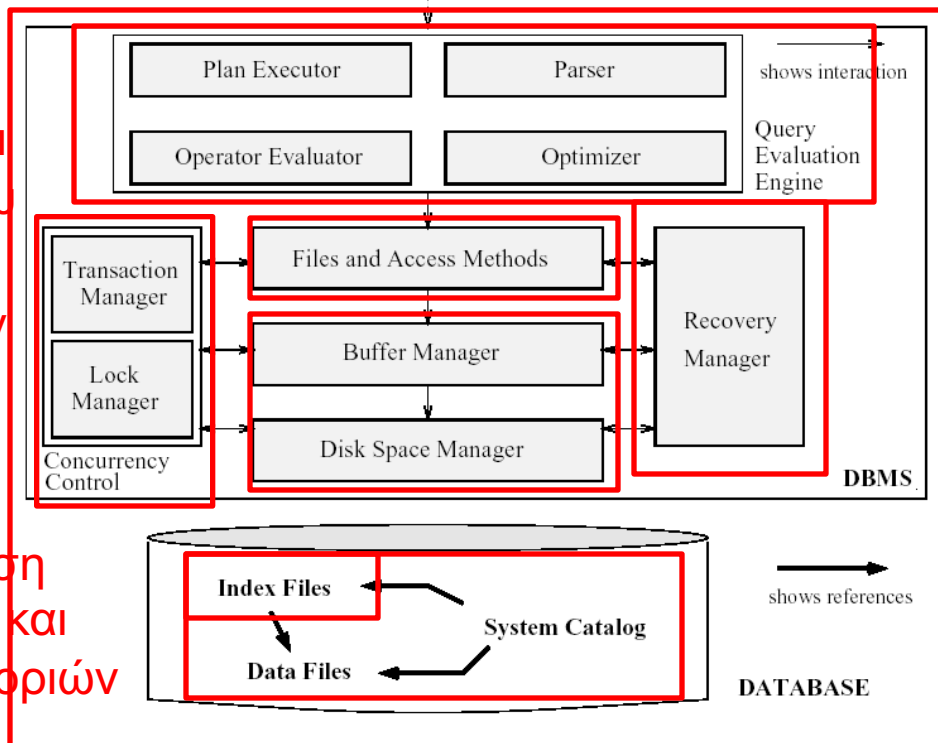 Plan Executor
Parser
shows interaction
Operator Evaluator
Optimizer
Query
Evaluation
Engine
Transaction
Manager
Lock
Manager
Concurrency
Control
Files and Access Methods
Buffer Manager
Disk Space Manager
Recovery
Manager
DBMS
Index Files
System Catalog
Data Files
shows references
DATABASE
ση
και
οριών